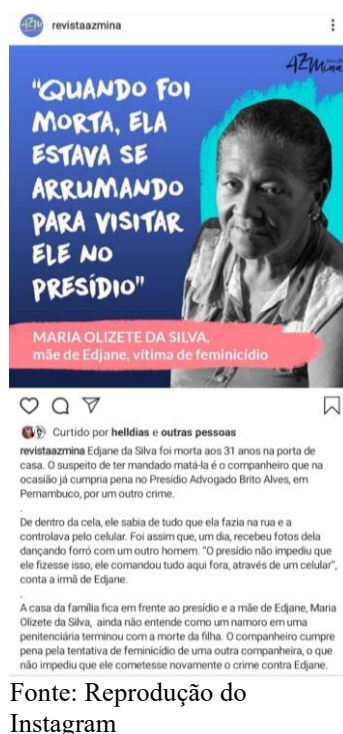 revistaazmina
AZMina
"QUANDO FOI
MORTA, ELA
ESTAVA SE
ARRUMANDO
PARA VISITAR
ELE NO
PRESÍDIO"
MARIA OLIZETE DA SILVA,
mãe de Edjane, vítima de feminicídio
Curtido por helldias e outras pessoas
revistaazmina Edjane da Silva foi morta aos 31 anos na porta de
casa. O suspeito de ter mandado matá-la é o companheiro que na
ocasião já cumpria pena no Presídio Advogado Brito Alves, em
Pernambuco, por um outro crime.
.
De dentro da cela, ele sabia de tudo que ela fazia na rua e a
controlava pelo celular. Foi assim que, um dia, recebeu fotos dela
dançando forró com um outro homem. "O presídio não impediu que
ele fizesse isso, ele comandou tudo aqui fora, através de um celular",
conta a irmã de Edjane.
.
A casa da família fica em frente ao presídio e a mãe de Edjane, Maria
Olizete da Silva, ainda não entende como um namoro em uma
penitenciária terminou com a morte da filha. O companheiro cumpre
pena pela tentativa de feminicídio de uma outra companheira, o que
não impediu que ele cometesse novamente o crime contra Edjane.
Fonte: Reprodução do
Instagram